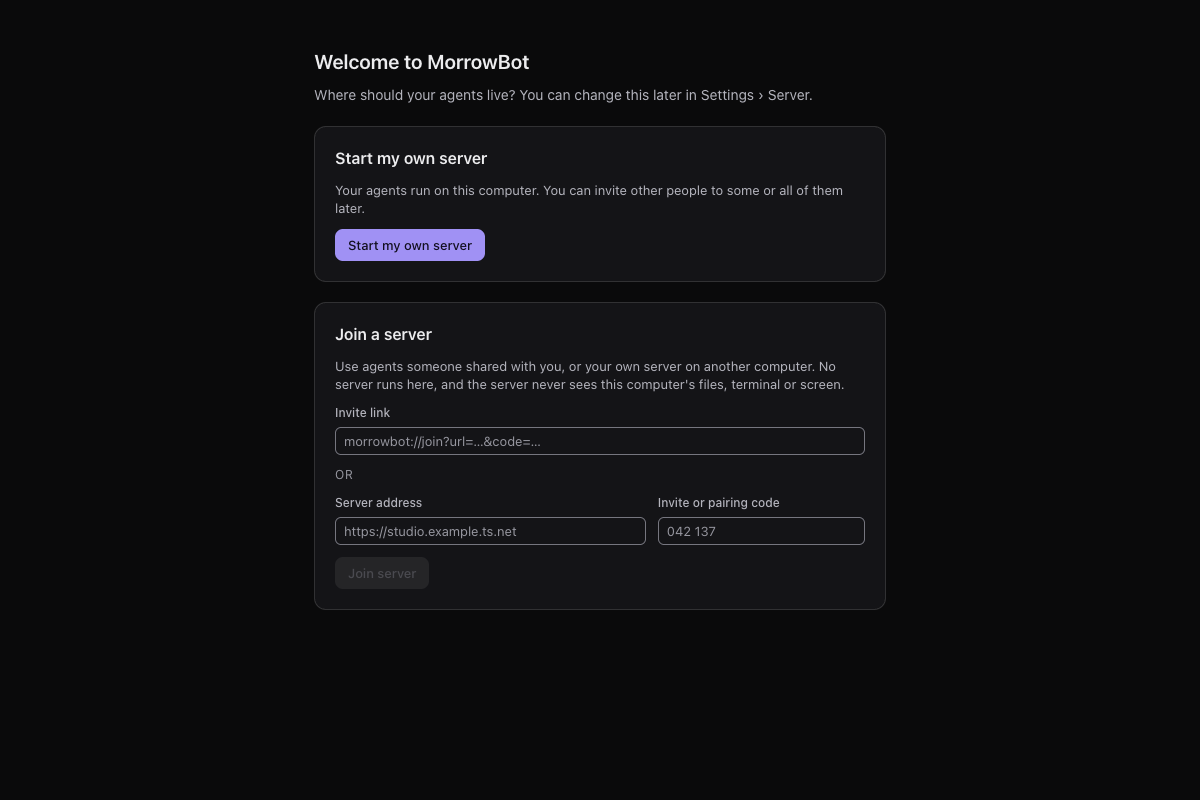 Welcome to MorrowBot
Where should your agents live? You can change this later in Settings › Server.
Start my own server
Your agents run on this computer. You can invite other people to some or all of them
later.
Start my own server
Join a server
Use agents someone shared with you, or your own server on another computer. No
server runs here, and the server never sees this computer's files, terminal or screen.
Invite link
morrowbot://join?url=…&code=…
OR
Server address
Invite or pairing code
https://studio.example.ts.net
042 137
Join server